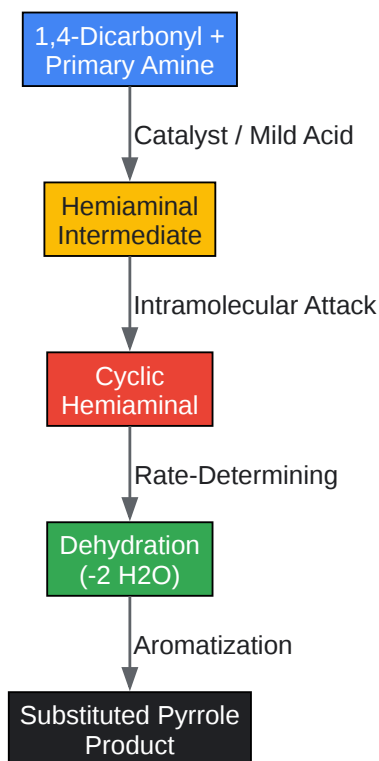 1,4-Dicarbonyl +
Primary Amine
Catalyst / Mild Acid
Hemiaminal
Intermediate
Intramolecular Attack
Cyclic
Hemiaminal
Rate-Determining
Dehydration
(-2 H2O)
Aromatization
Substituted Pyrrole
Product